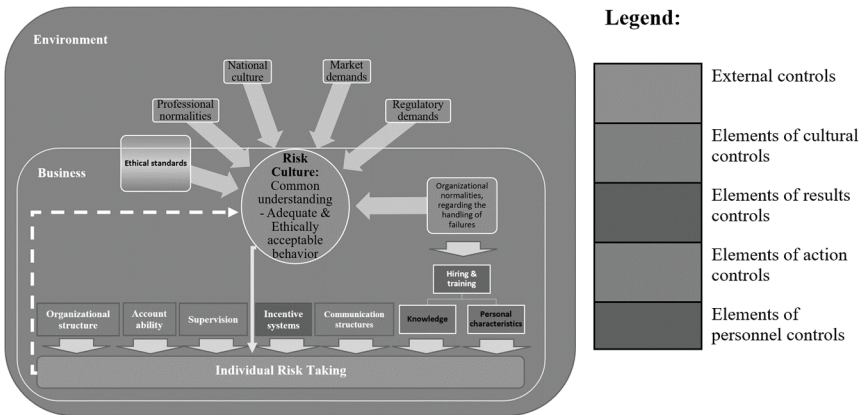 Environment
National
culture
Market
demands
Professional
normalities
Regulatory
demands
Ethical standards
Business
Risk
Culture:
Common
understanding
- Adequate &
Ethically
acceptable
behavior
Organizational
normalities,
regarding the
handling of
failures
Hiring &
training
Organizational
structure
Account
ability
Supervision
Incentive
systems
Communication
structures
Knowledge
Personal
characteristics
Individual Risk Taking
Legend:
External controls
Elements of cultural
controls
Elements of results
controls
Elements of action
controls
Elements of
personnel controls